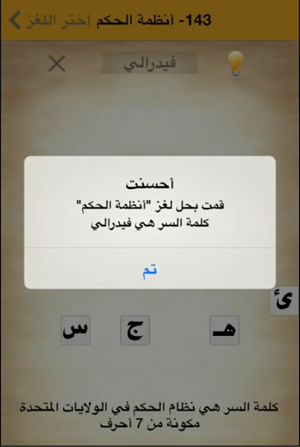 143- أنظمة الحكم إختر اللغز
فيدرالي
أحسنت
قمت بحل لغز "أنظمة الحكم"
كلمة السر هي فيدرالي
تم
ئ
هـ ج س
كلمة السر هي نظام الحكم في الولايات المتحدة
مكونة من 7 أحرف